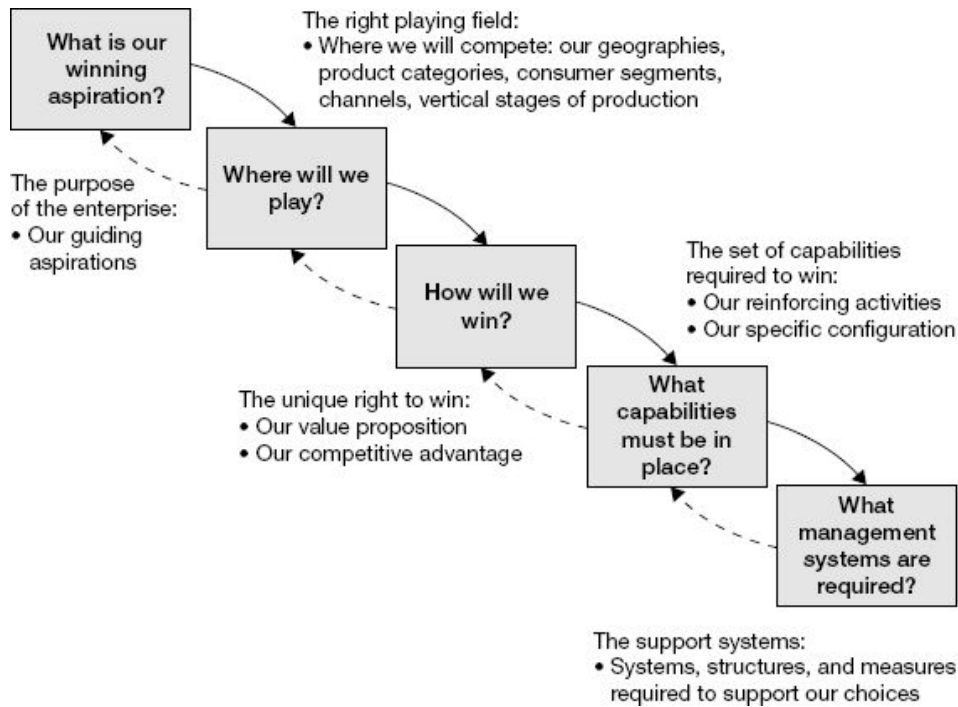 What is our
winning
aspiration?
The right playing field:
• Where we will compete: our geographies,
product categories, consumer segments,
channels, vertical stages of production
The purpose
of the enterprise:
• Our guiding
aspirations
Where will we
play?
How will we
win?
The set of capabilities
required to win:
• Our reinforcing activities
• Our specific configuration
The unique right to win:
• Our value proposition
• Our competitive advantage
What
capabilities
must be in
place?
What
management
systems are
required?
The support systems:
• Systems, structures, and measures
required to support our choices